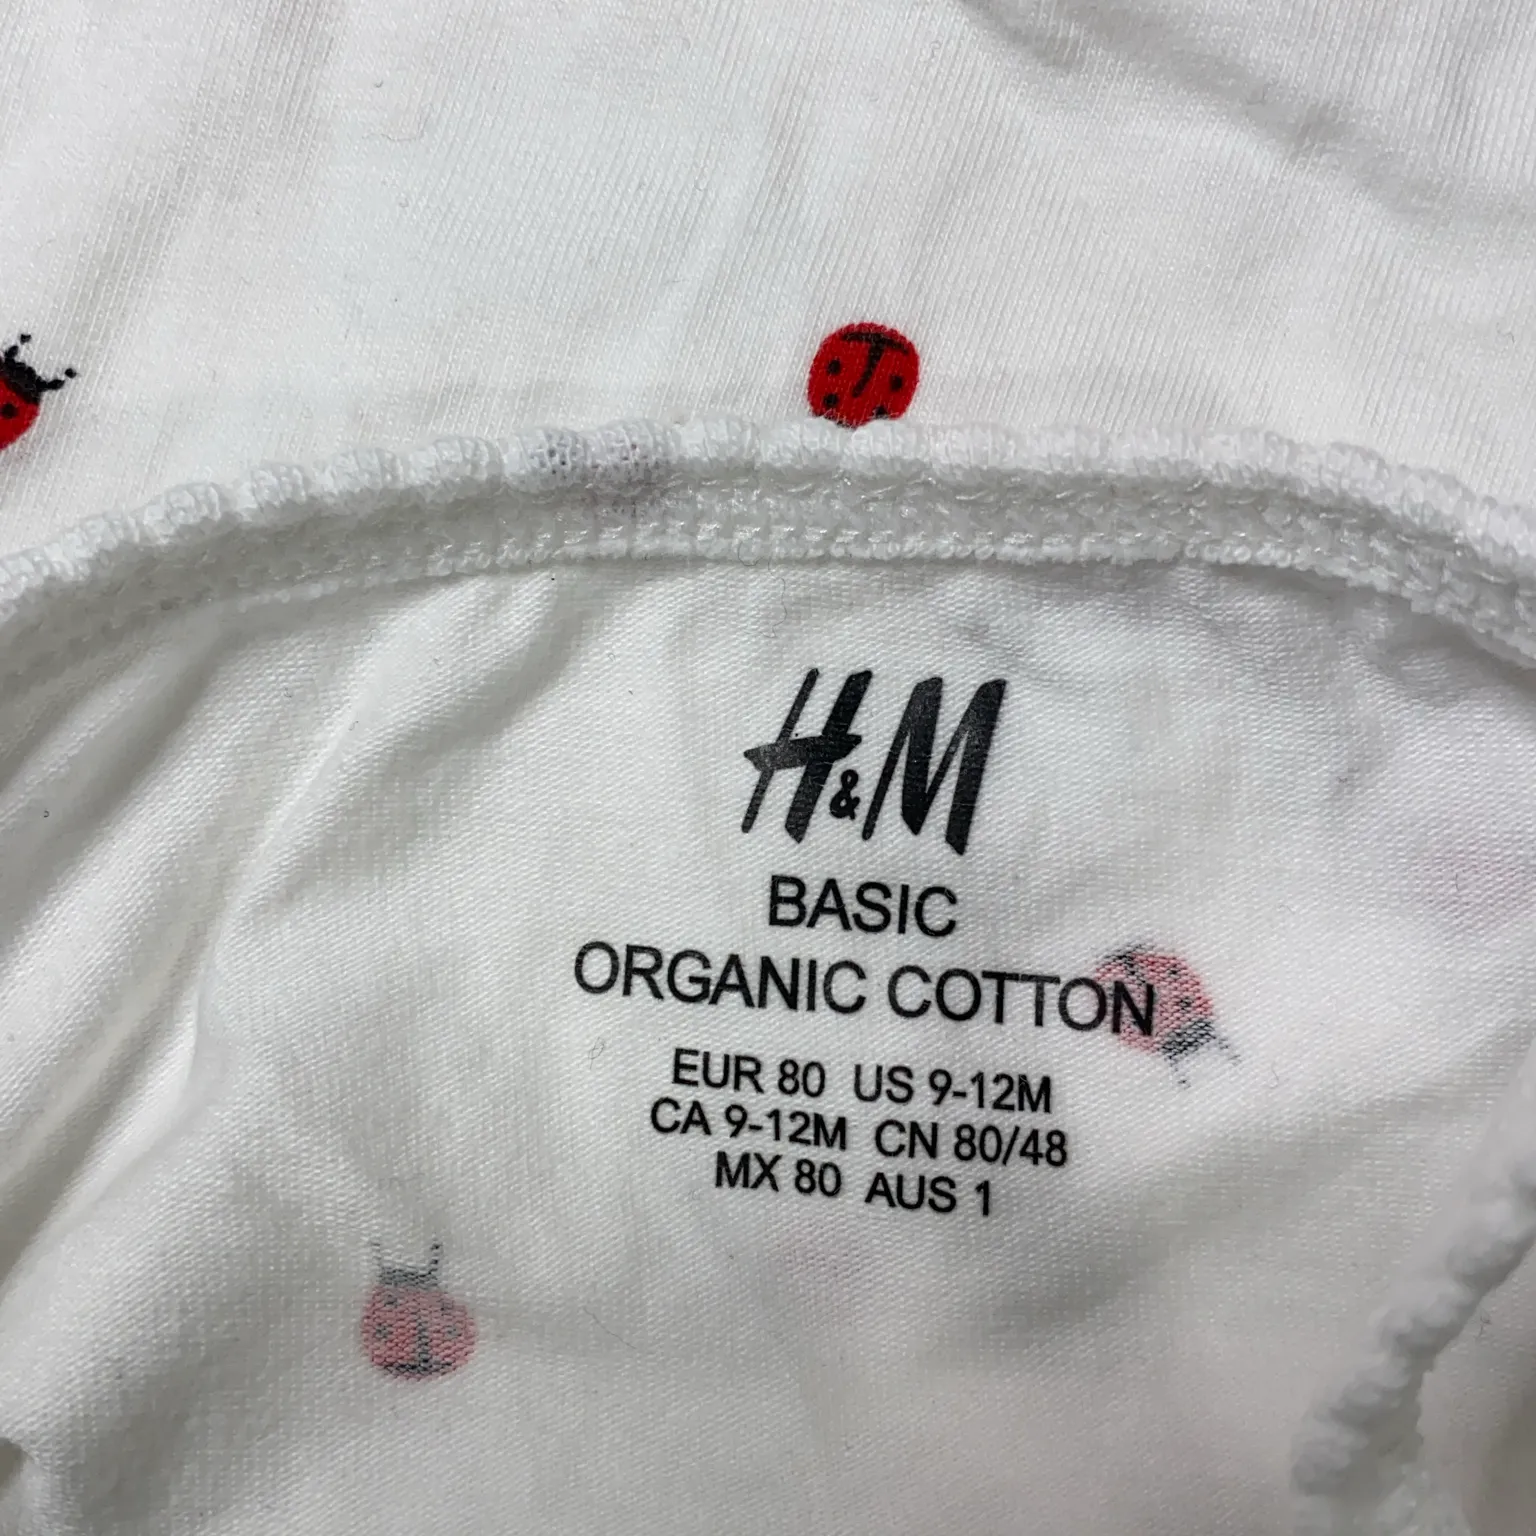 H&M
BASIC
ORGANIC COTTON
EUR 80 US 9-12M
CA 9-12M CN 80/48
MX 80 AUS 1